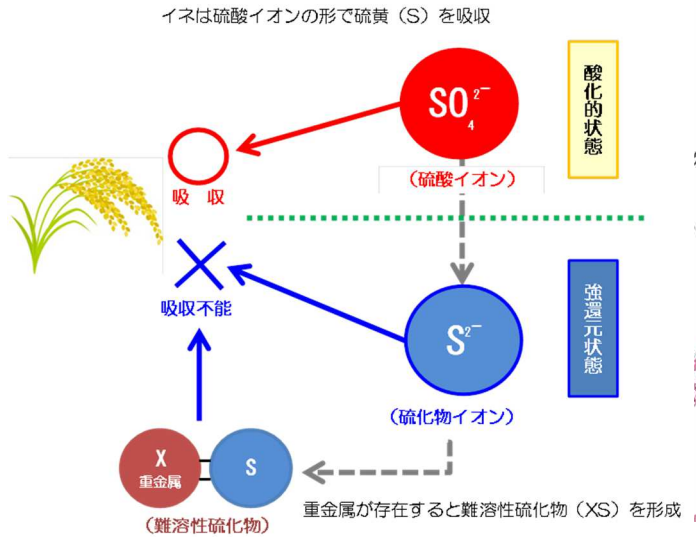 イネは硫酸イオンの形で硫黄（S）を吸収
SO₄²⁻
酸化的状態
（硫酸イオン）
吸　収
吸収不能
S²⁻
強還元状態
（硫化物イオン）
X
重金属
S
（難溶性硫化物）
重金属が存在すると難溶性硫化物（XS）を形成